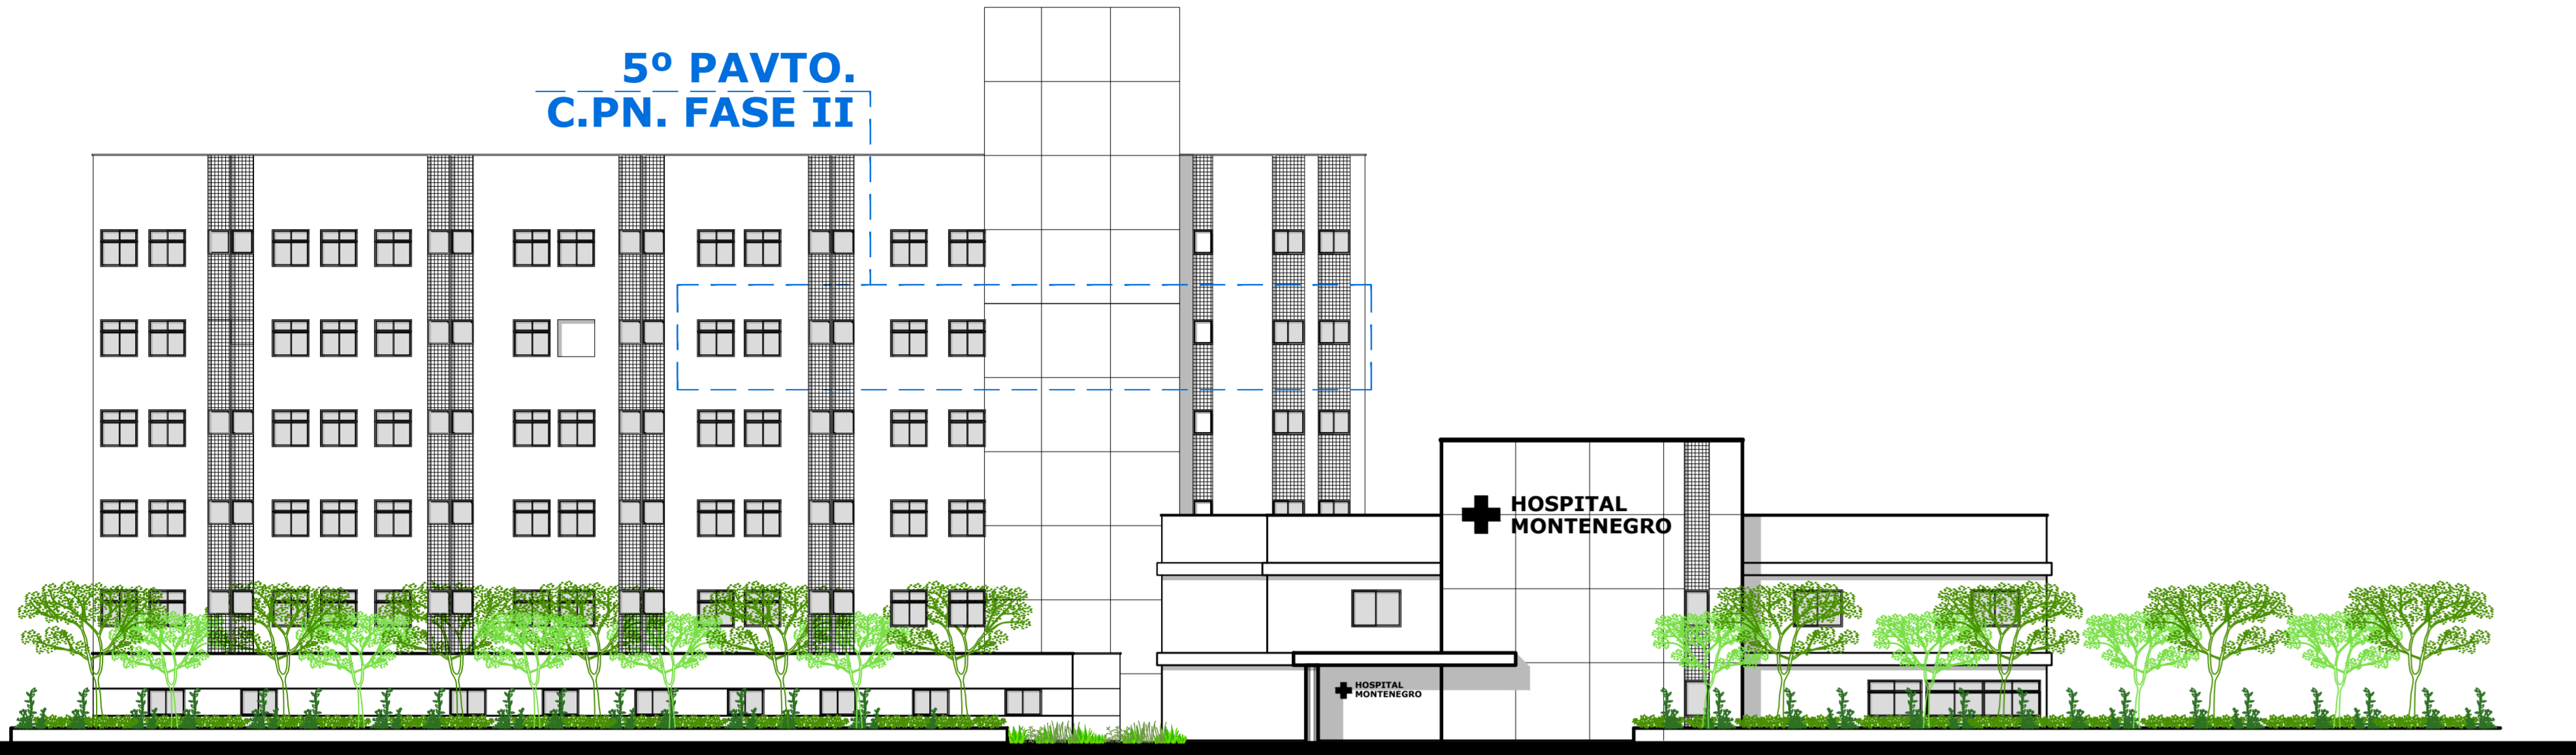 5º PAVTO.
C.PN. FASE II
HOSPITAL
MONTENEGRO
HOSPITAL
MONTENEGRO